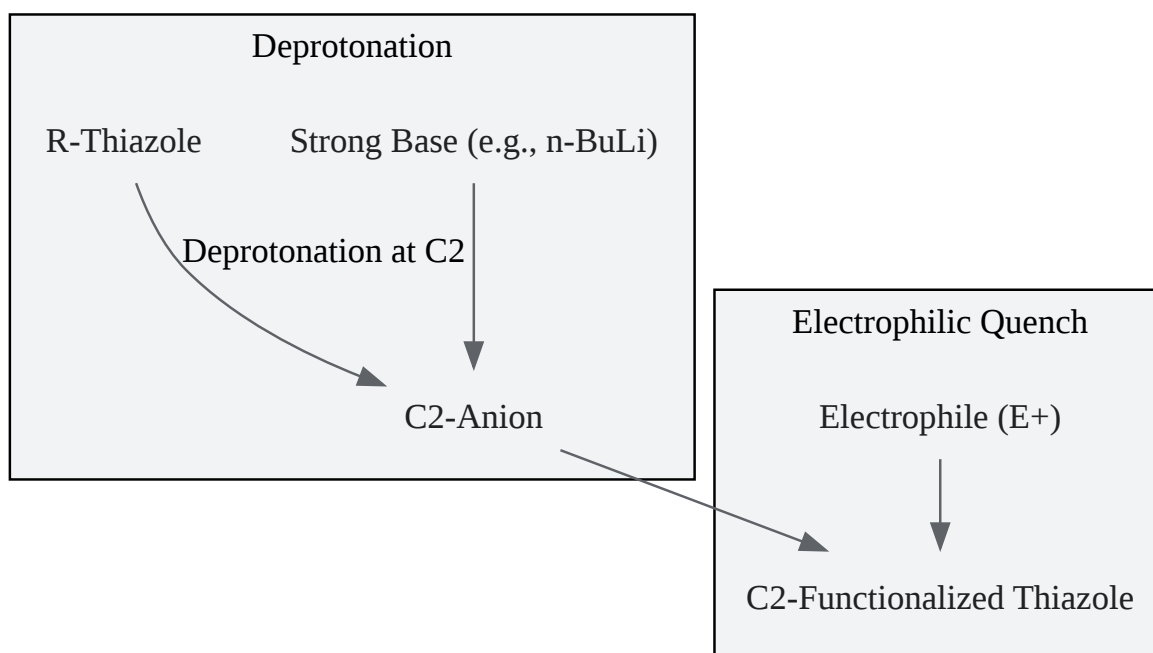 Deprotonation
R-Thiazole
Strong Base (e.g., n-BuLi)
Deprotonation at C2
C2-Anion
Electrophilic Quench
Electrophile (E+)
C2-Functionalized Thiazole